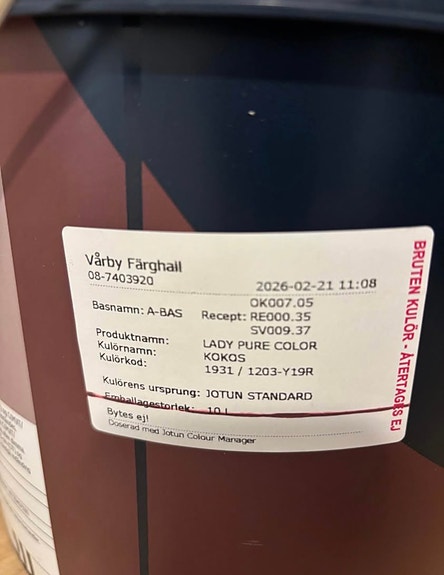 Vårby Färghall
08-7403920
2026-02-21 11:08
Basnamn: A-BAS
Recept:
OK007.05
RE000.35
SV009.37
Produktnamn: LADY PURE COLOR
Kulörnamn: KOKOS
Kulörkod: 1931 / 1203-Y19R
Kulörens ursprung: JOTUN STANDARD
Emballagestorlek: 10 L
Bytes ej!
Doserad med Jotun Colour Manager
BRUTEN KULÖR - ÅTERTAGES EJ